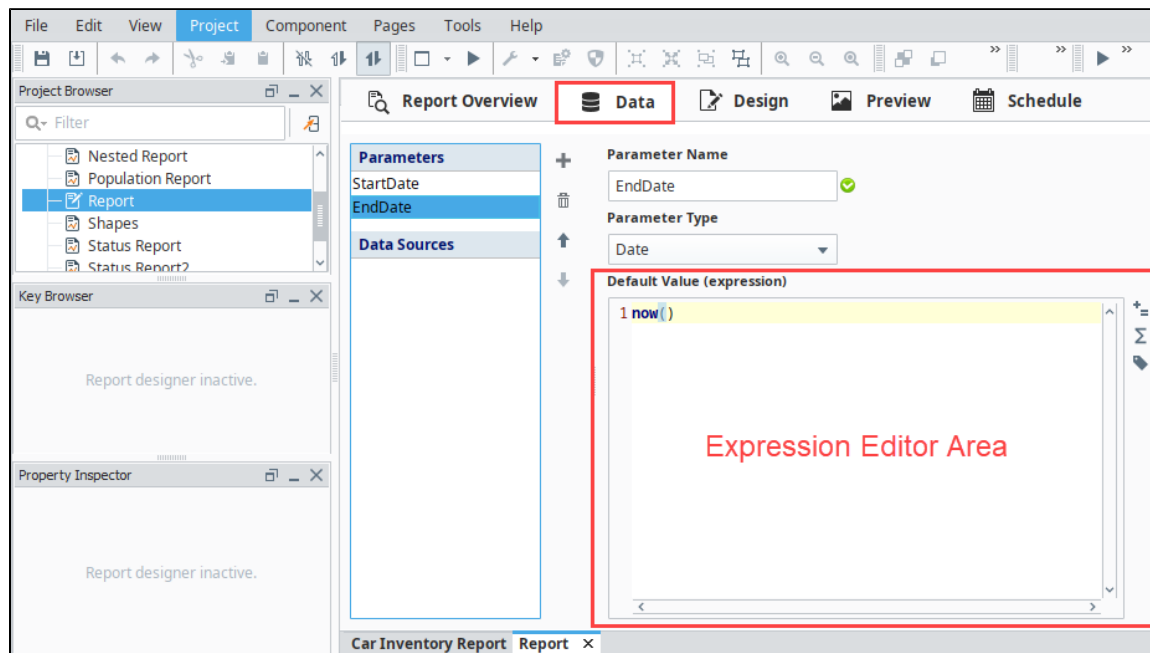 File Edit View Project Component Pages Tools Help
Project Browser
Filter
Nested Report
Population Report
Report
Shapes
Status Report
Status Report2
Key Browser
Report designer inactive.
Property Inspector
Report designer inactive.
Report Overview Data Design Preview Schedule
Parameters
StartDate
EndDate
Data Sources
Parameter Name
EndDate
Parameter Type
Date
Default Value (expression)
1 now()
Expression Editor Area
Car Inventory Report Report